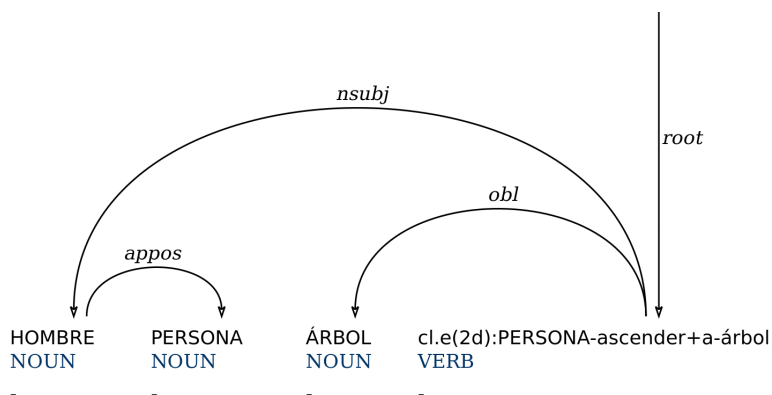 nsubj
root
obl
appos
HOMBRE PERSONA ÁRBOL cl.e(2d):PERSONA-ascender+a-árbol
NOUN NOUN NOUN VERB
- - - -